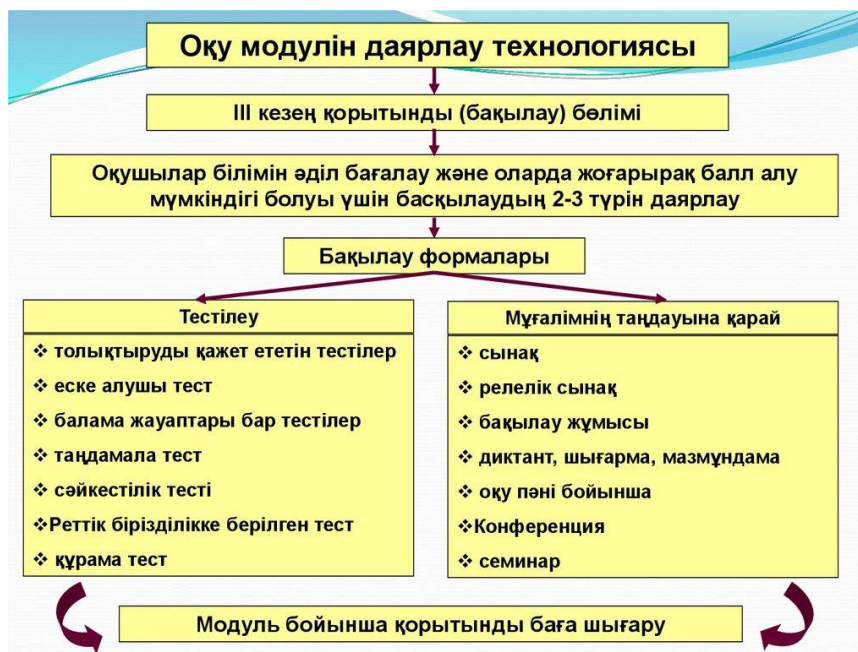 Оқу модулін даярлау технологиясы
III кезең қорытынды (бақылау) бөлімі
Оқушылар білімін әділ бағалау және оларда жоғарырақ балл алу
мүмкіндігі болуы үшін басқылаудың 2-3 түрін даярлау
Бақылау формалары
Тестілеу
❖ толықтыруды қажет ететін тестілер
❖ еске алушы тест
❖ балама жауаптары бар тестілер
❖ таңдамала тест
❖ сәйкестілік тесті
❖Реттік бірізділікке берілген тест
❖ құрама тест
Мұғалімнің таңдауына қарай
❖ сынақ
❖ релелік сынақ
❖ бақылау жұмысы
❖ диктант, шығарма, мазмұндама
❖ оқу пәні бойынша
❖Конференция
❖ семинар
Модуль бойынша қорытынды баға шығару